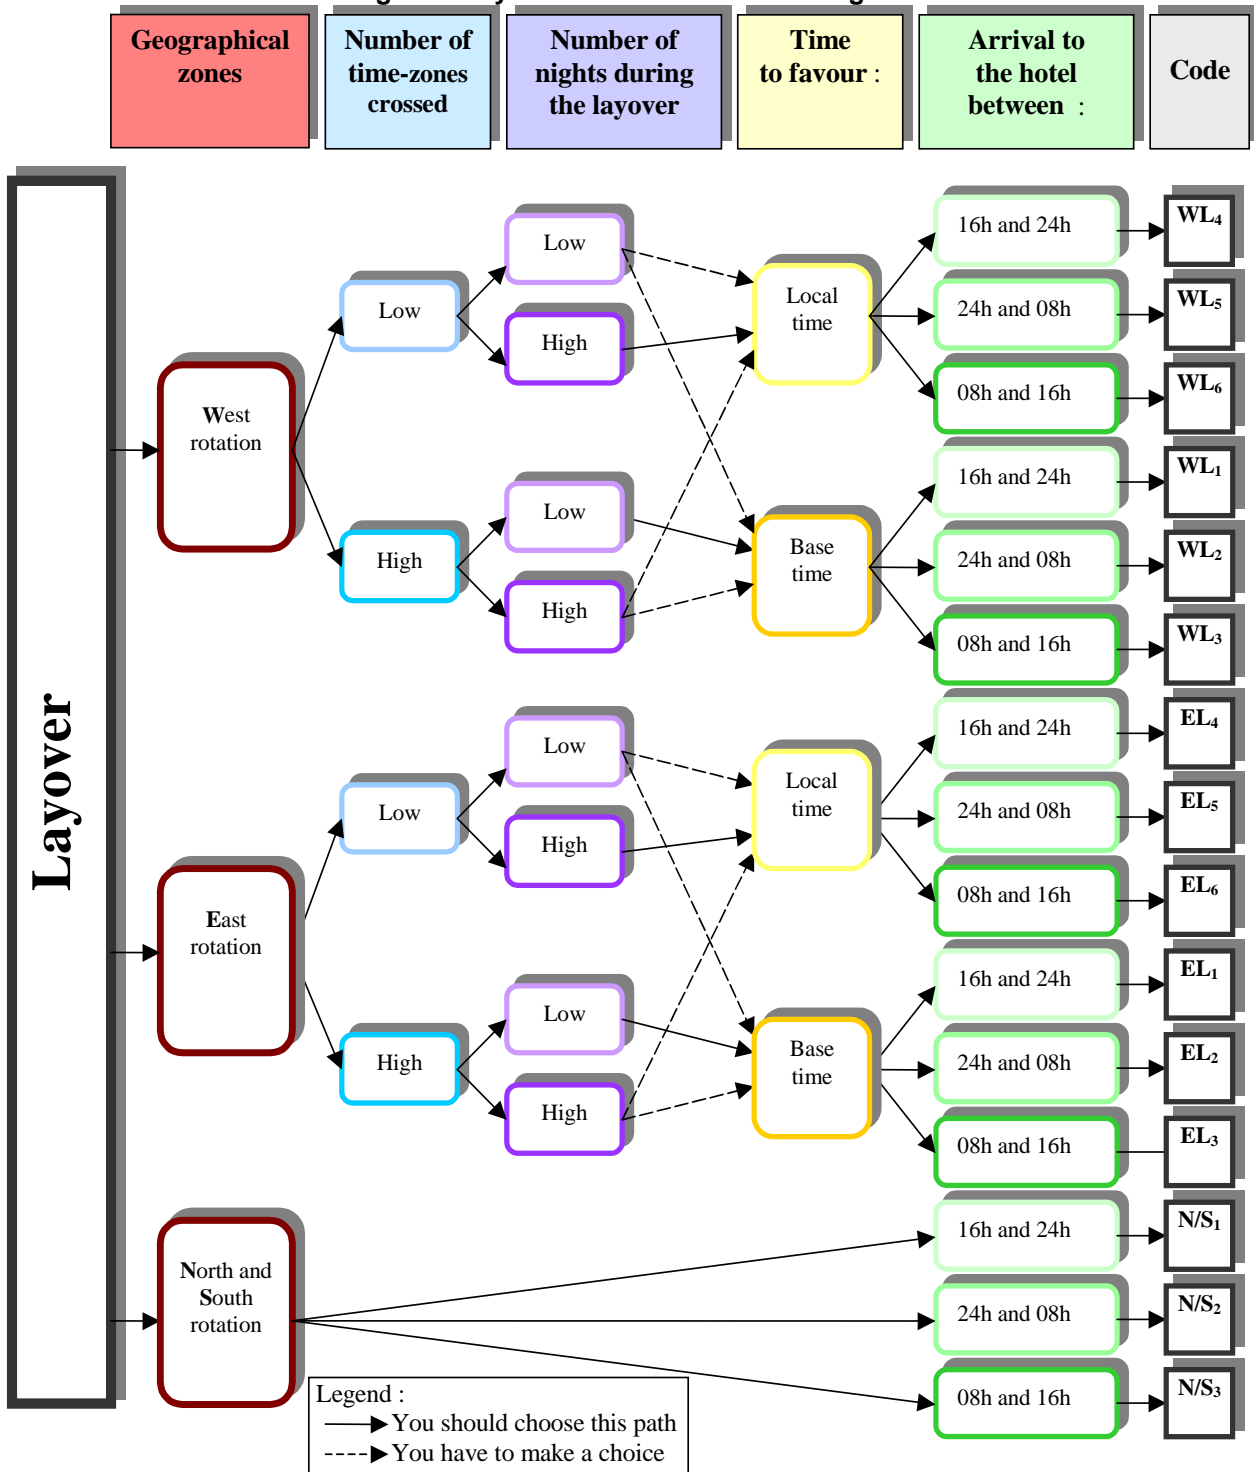 Geographical
zones
Number of
time-zones
crossed
Number of
nights during
the layover
Time
to favour :
Arrival to
the hotel
between :
Code
Layover
West
rotation
Low
High
Low
High
Low
High
Local
time
Base
time
16h and 24h
WL4
24h and 08h
WL5
08h and 16h
WL6
16h and 24h
WL1
24h and 08h
WL2
08h and 16h
WL3
East
rotation
Low
High
Low
High
Low
High
Local
time
Base
time
16h and 24h
EL4
24h and 08h
EL5
08h and 16h
EL6
16h and 24h
EL1
24h and 08h
EL2
08h and 16h
EL3
North and
South
rotation
16h and 24h
N/S1
24h and 08h
N/S2
08h and 16h
N/S3
Legend :
You should choose this path
You have to make a choice